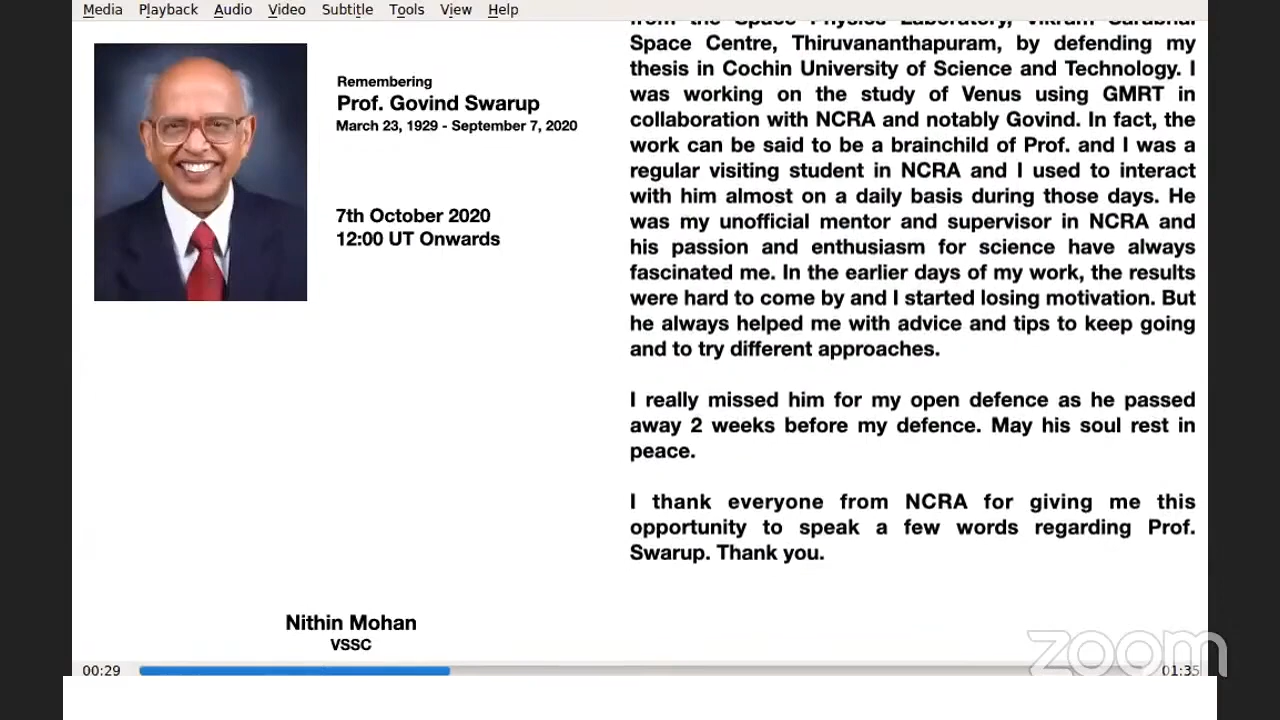 Media Playback Audio Video Subtitle Tools View Help
Remembering
Prof. Govind Swarup
March 23, 1929 - September 7, 2020
7th October 2020
12:00 UT Onwards
from the Space Physics Laboratory, Vikram Sarabhai
Space Centre, Thiruvananthapuram, by defending my
thesis in Cochin University of Science and Technology. I
was working on the study of Venus using GMRT in
collaboration with NCRA and notably Govind. In fact, the
work can be said to be a brainchild of Prof. and I was a
regular visiting student in NCRA and I used to interact
with him almost on a daily basis during those days. He
was my unofficial mentor and supervisor in NCRA and
his passion and enthusiasm for science have always
fascinated me. In the earlier days of my work, the results
were hard to come by and I started losing motivation. But
he always helped me with advice and tips to keep going
and to try different approaches.
I really missed him for my open defence as he passed
away 2 weeks before my defence. May his soul rest in
peace.
I thank everyone from NCRA for giving me this
opportunity to speak a few words regarding Prof.
Swarup. Thank you.
Nithin Mohan
VSSC
zoom
00:29 01:35